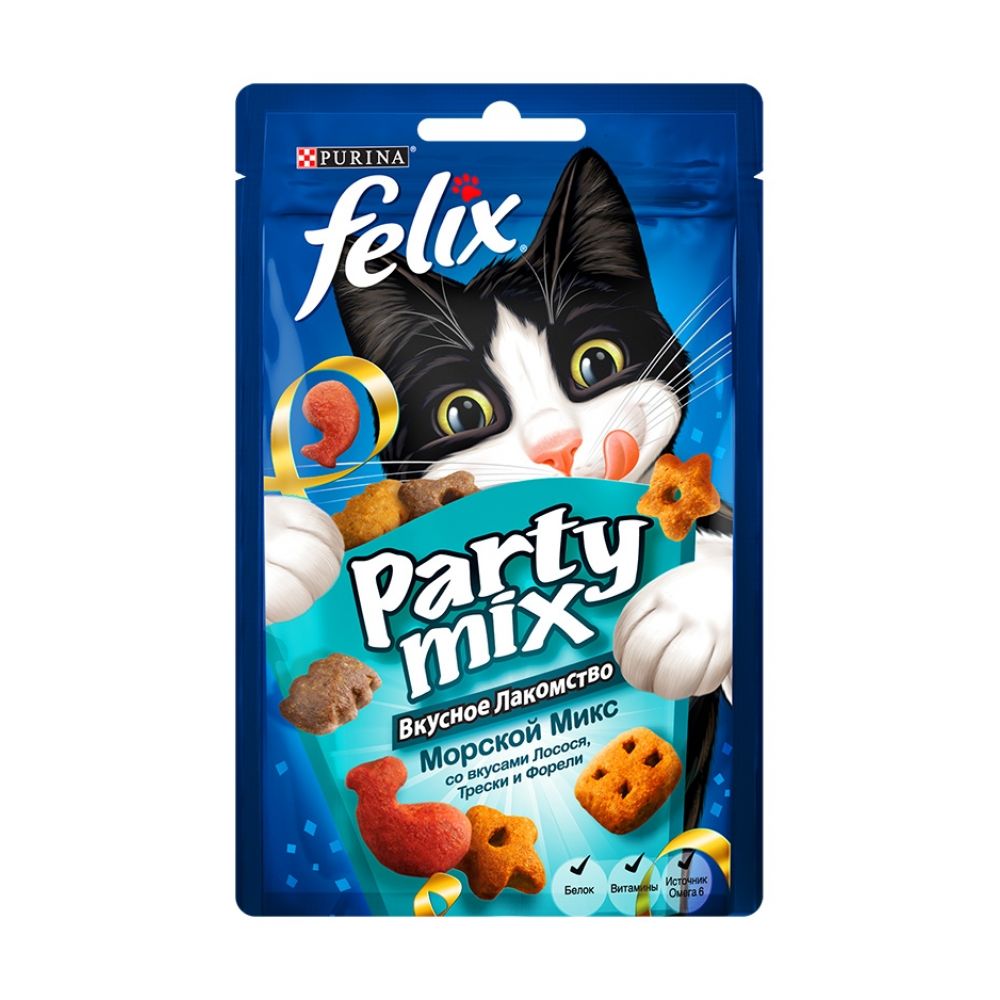 PURINA®
felix®
Party
mix
Вкусное Лакомство
Морской Микс
со вкусами Лосося,
Трески и Форели
Белок
Витамины
Источник
Омега 6